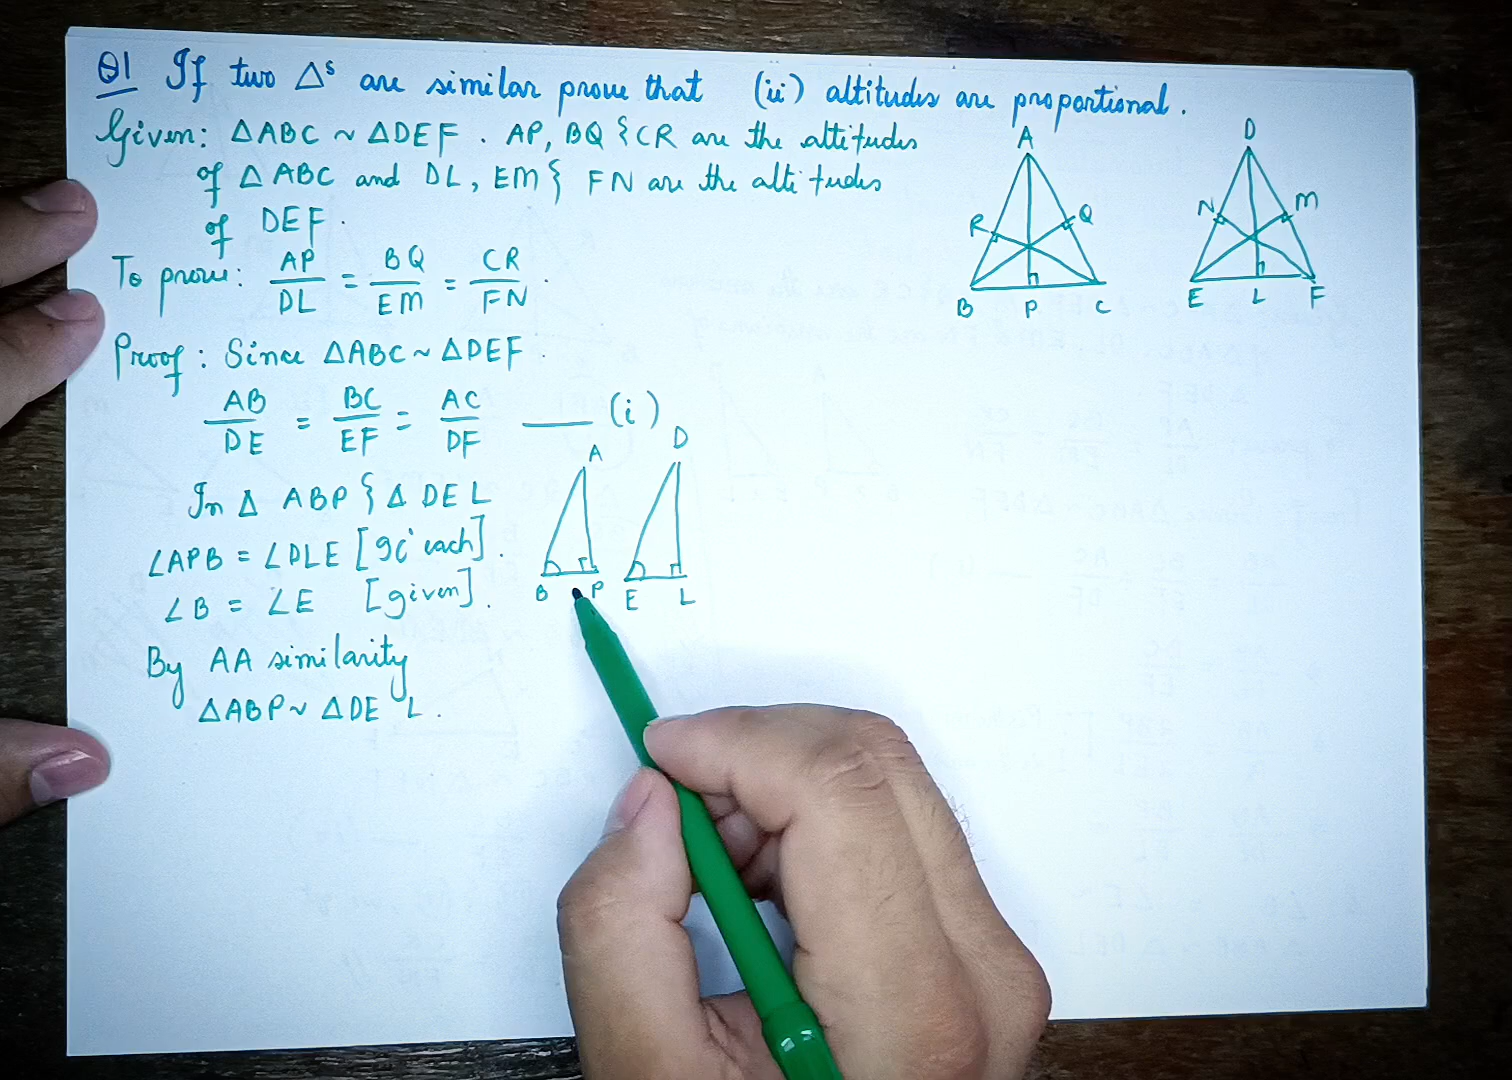 Q1 If two Δs are similar prove that (ii) altitudes are proportional.
Given: ΔABC ~ ΔDEF. AP, BQ & CR are the altitudes
of ΔABC and DL, EM & FN are the altitudes
of DEF.
To prove: AP/DL = BQ/EM = CR/FN.
Proof: Since ΔABC ~ ΔDEF.
AB/DE = BC/EF = AC/DF ___ (i)
In Δ ABP & Δ DEL
∠APB = ∠DLE [90° each].
∠B = ∠E [given].
By AA similarity
ΔABP ~ ΔDEL.
A
R Q
B P C
D
N M
E L F
A D
B P E L